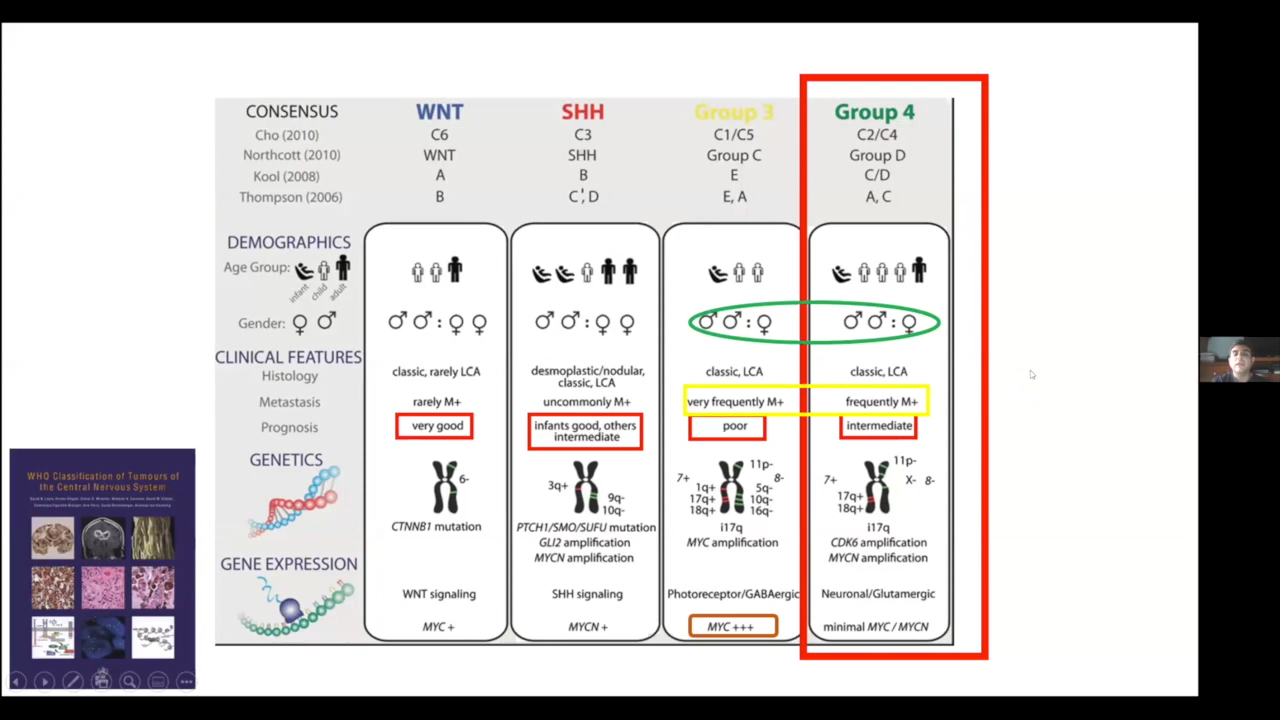 CONSENSUS WNT SHH Group 3 Group 4
Cho (2010) C6 C3 C1/C5 C2/C4
Northcott (2010) WNT SHH Group C Group D
Kool (2008) A B E C/D
Thompson (2006) B C', D E, A A, C
DEMOGRAPHICS
Age Group:
infant child adult
Gender: ♀ ♂ ♂♂:♀♀ ♂♂:♀♀ ♂♂:♀ ♂♂:♀
CLINICAL FEATURES
Histology classic, rarely LCA desmoplastic/nodular, classic, LCA classic, LCA classic, LCA
Metastasis rarely M+ uncommonly M+ very frequently M+ frequently M+
Prognosis very good infants good, others intermediate poor intermediate
GENETICS
6-
3q+ 9q- 10q-
7+ 1q+ 17q+ 18q+ 11p- 8- 5q- 10q- 16q-
7+ 17q+ 18q+ 11p- X- 8-
CTNNB1 mutation PTCH1/SMO/SUFU mutation i17q i17q
GLI2 amplification MYC amplification CDK6 amplification
MYCN amplification MYCN amplification
GENE EXPRESSION
WNT signaling SHH signaling Photoreceptor/GABAergic Neuronal/Glutamergic
MYC + MYCN + MYC +++ minimal MYC / MYCN
WHO Classification of Tumours of
the Central Nervous System